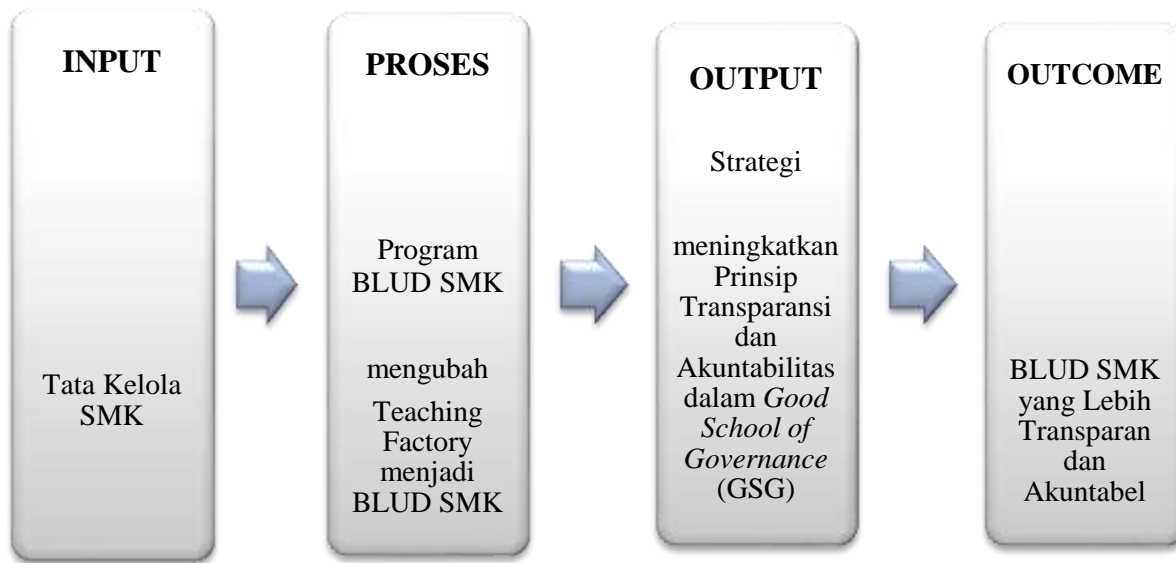 INPUT
Tata Kelola
SMK
PROSES
Program
BLUD SMK
mengubah
Teaching
Factory
menjadi
BLUD SMK
OUTPUT
Strategi
meningkatkan
Prinsip
Transparansi
dan
Akuntabilitas
dalam Good
School of
Governance
(GSG)
OUTCOME
BLUD SMK
yang Lebih
Transparan
dan
Akuntabel